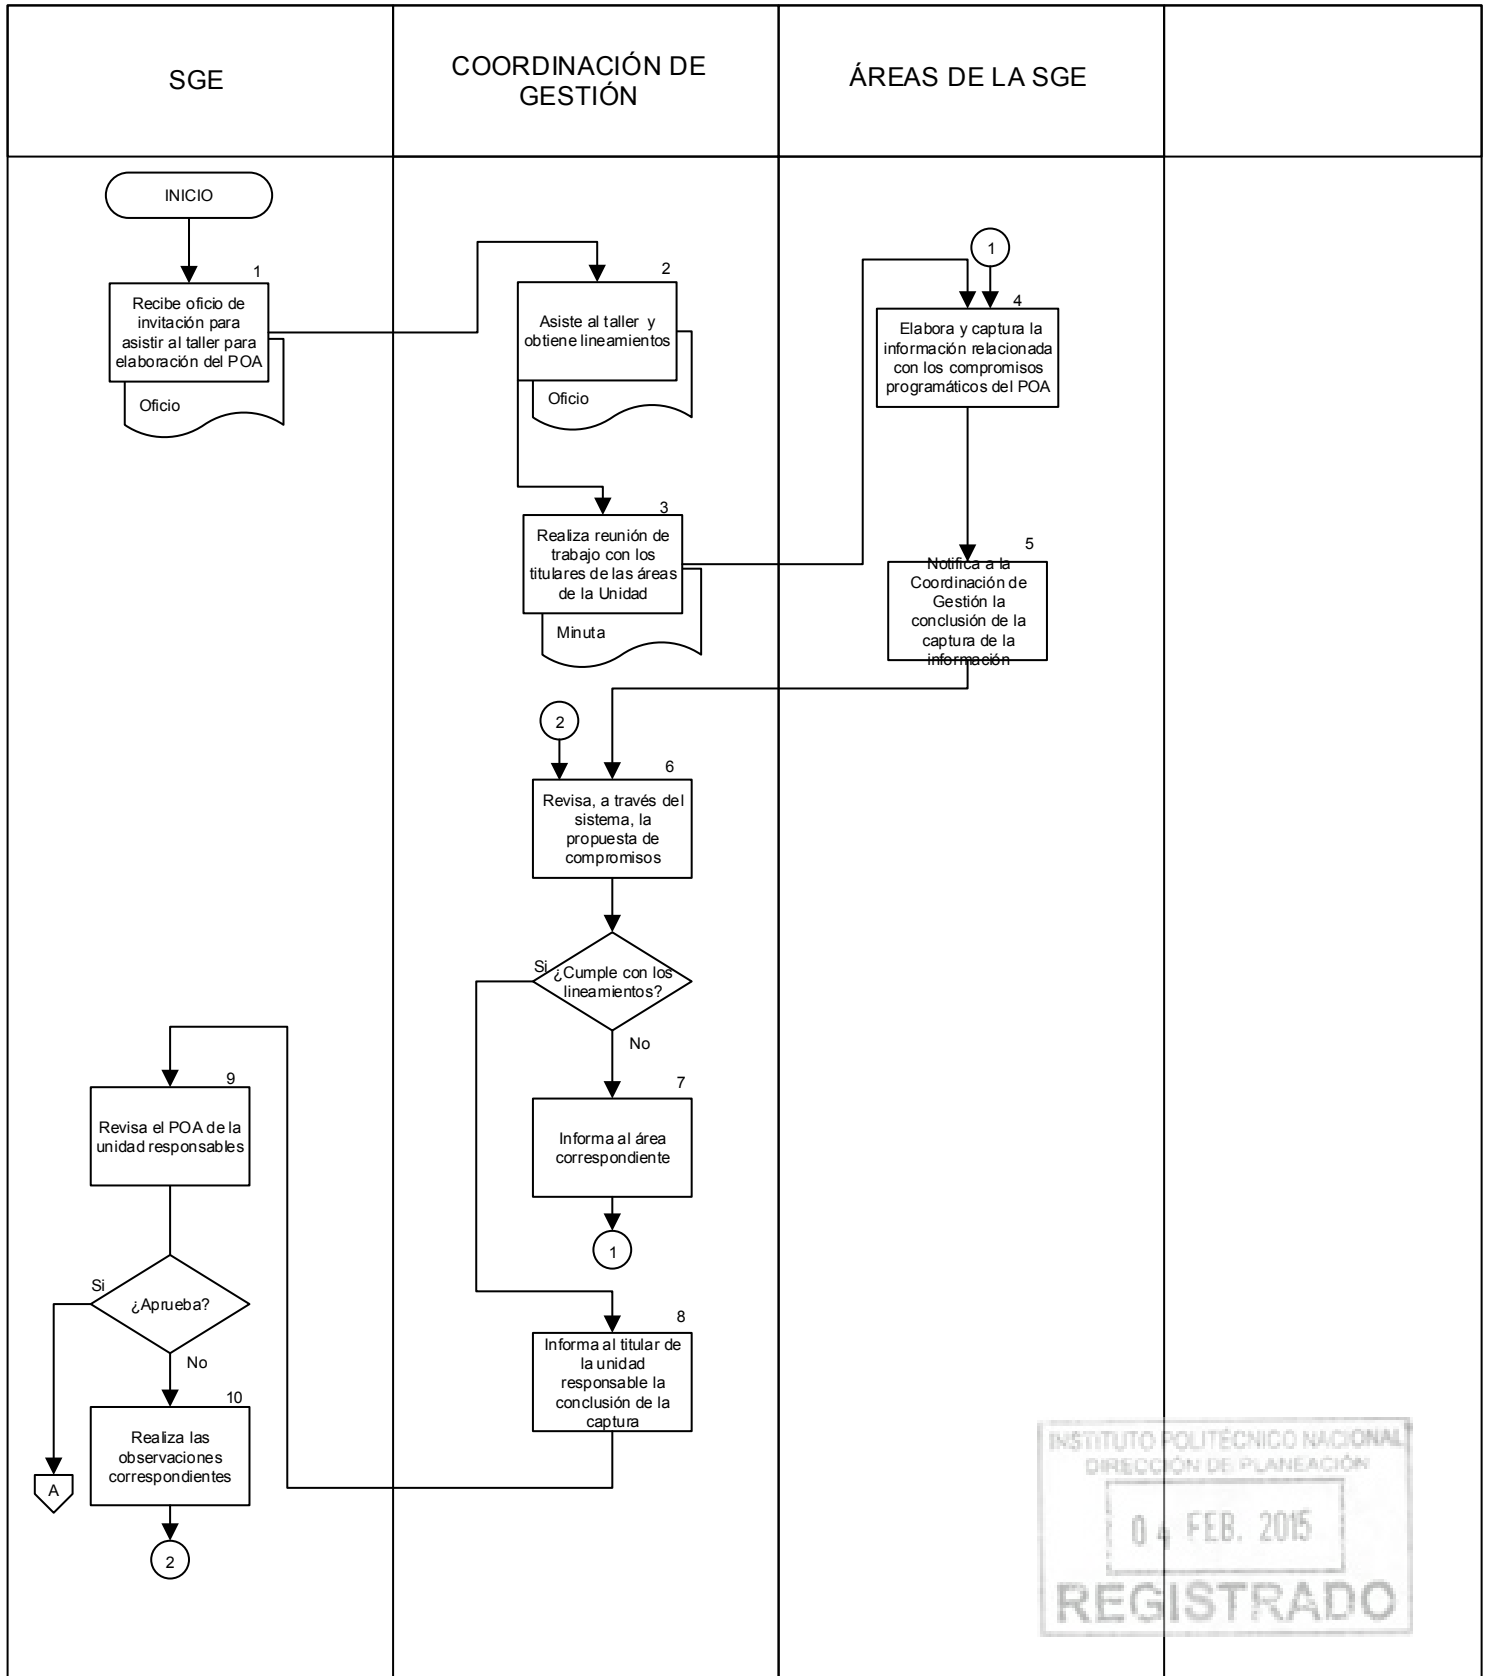 SGE
COORDINACIÓN DE
GESTIÓN
ÁREAS DE LA SGE
INICIO
1
Recibe oficio de
invitación para
asistir al taller para
elaboración del POA
Oficio
2
Asiste al taller y
obtiene lineamientos
Oficio
3
Realiza reunión de
trabajo con los
titulares de las áreas
de la Unidad
Minuta
1
4
Elabora y captura la
información relacionada
con los compromisos
programáticos del POA
5
Notifica a la
Coordinación de
Gestión la
conclusión de la
captura de la
información
2
6
Revisa, a través del
sistema, la
propuesta de
compromisos
Si
¿Cumple con los
lineamientos?
No
7
Informa al área
correspondiente
1
8
Informa al titular de
la unidad
responsable la
conclusión de la
captura
9
Revisa el POA de la
unidad responsables
Si
¿Aprueba?
No
10
Realiza las
observaciones
correspondientes
A
2
INSTITUTO POLITÉCNICO NACIONAL
DIRECCIÓN DE PLANEACIÓN
04 FEB. 2015
REGISTRADO